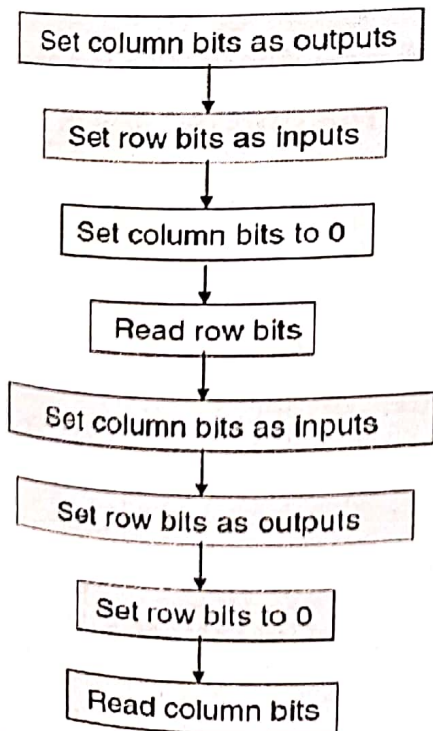 Set column bits as outputs
Set row bits as inputs
Set column bits to 0
Read row bits
Set column bits as inputs
Set row bits as outputs
Set row bits to 0
Read column bits